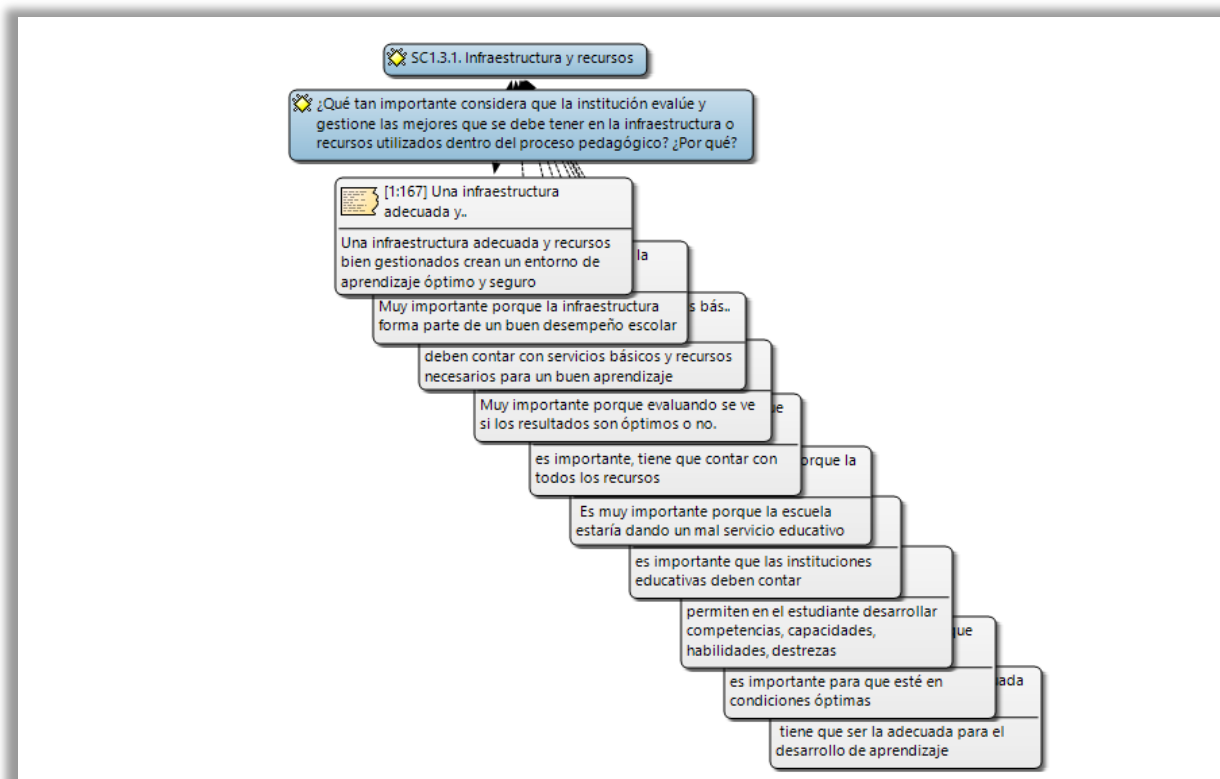 SC1.3.1. Infraestructura y recursos
¿Qué tan importante considera que la institución evalúe y
gestione las mejores que se debe tener en la infraestructura o
recursos utilizados dentro del proceso pedagógico? ¿Por qué?
[1:167] Una infraestructura
adecuada y..
Una infraestructura adecuada y recursos
bien gestionados crean un entorno de
aprendizaje óptimo y seguro
la
Muy importante porque la infraestructura
forma parte de un buen desempeño escolar
s bás..
deben contar con servicios básicos y recursos
necesarios para un buen aprendizaje
Muy importante porque evaluando se ve
si los resultados son óptimos o no.
es importante, tiene que contar con
todos los recursos
orque la
Es muy importante porque la escuela
estaría dando un mal servicio educativo
es importante que las instituciones
educativas deben contar
permiten en el estudiante desarrollar
competencias, capacidades,
habilidades, destrezas
que
es importante para que esté en
condiciones óptimas
uada
tiene que ser la adecuada para el
desarrollo de aprendizaje